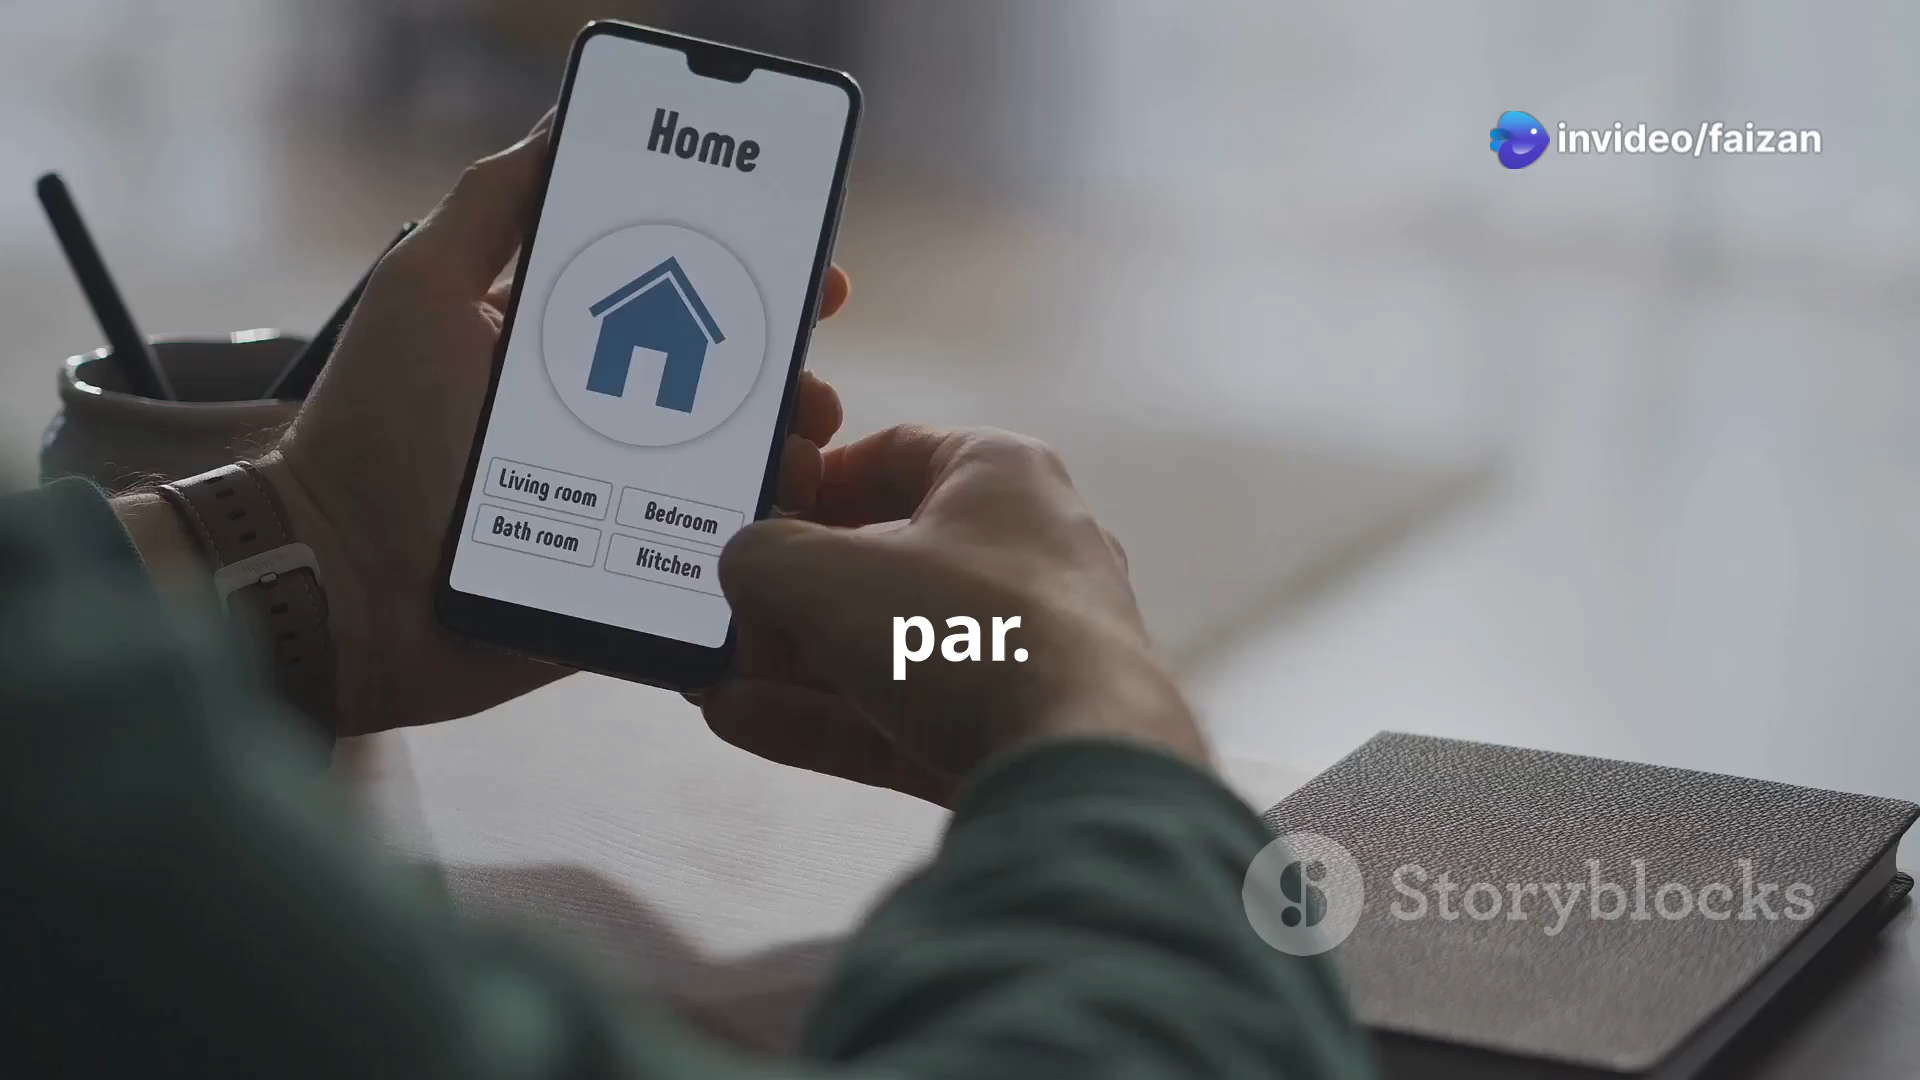 Home
invideo/faizan
Living room
Bedroom
Bath room
Kitchen
par.
Storyblocks